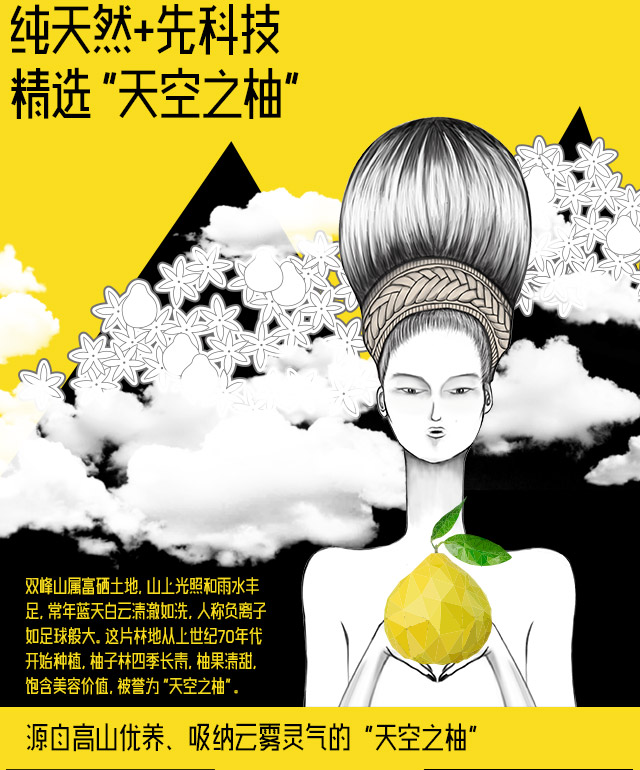 纯天然+先科技
精选“天空之柚”
双峰山属富硒土地, 山上光照和雨水丰
足, 常年蓝天白云清澈如洗, 人称负离子
如足球般大。这片林地从上世纪70年代
开始种植, 柚子林四季长青, 柚果清甜,
饱含美容价值, 被誉为“天空之柚”。
源自高山优养、吸纳云雾灵气的“天空之柚”